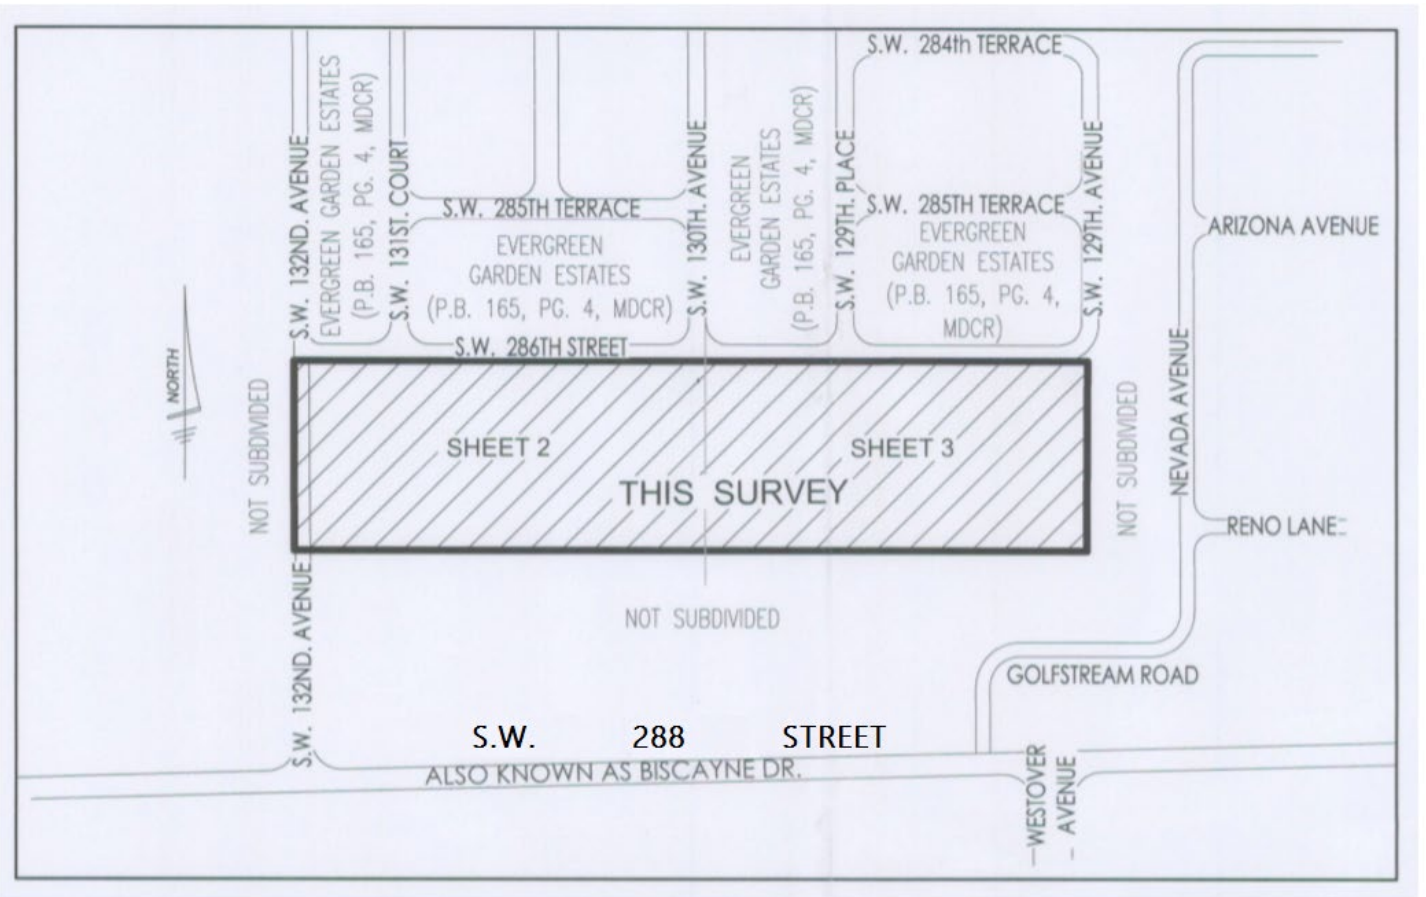 S.W. 284th TERRACE
S.W. 132ND. AVENUE
EVERGREEN GARDEN ESTATES
(P.B. 165, PG. 4, MDCR)
S.W. 131ST. COURT
S.W. 285TH TERRACE
EVERGREEN
GARDEN ESTATES
(P.B. 165, PG. 4, MDCR)
S.W. 286TH STREET
S.W. 130TH. AVENUE
EVERGREEN
GARDEN ESTATES
(P.B. 165, PG. 4, MDCR)
S.W. 129TH. PLACE
S.W. 285TH TERRACE
EVERGREEN
GARDEN ESTATES
(P.B. 165, PG. 4,
MDCR)
S.W. 129TH. AVENUE
ARIZONA AVENUE
NEVADA AVENUE
NORTH
NOT SUBDIVIDED
SHEET 2
SHEET 3
THIS SURVEY
NOT SUBDIVIDED
RENO LANE
S.W. 132ND. AVENUE
NOT SUBDIVIDED
GOLFSTREAM ROAD
S.W. 288 STREET
ALSO KNOWN AS BISCAYNE DR.
WESTOVER
AVENUE